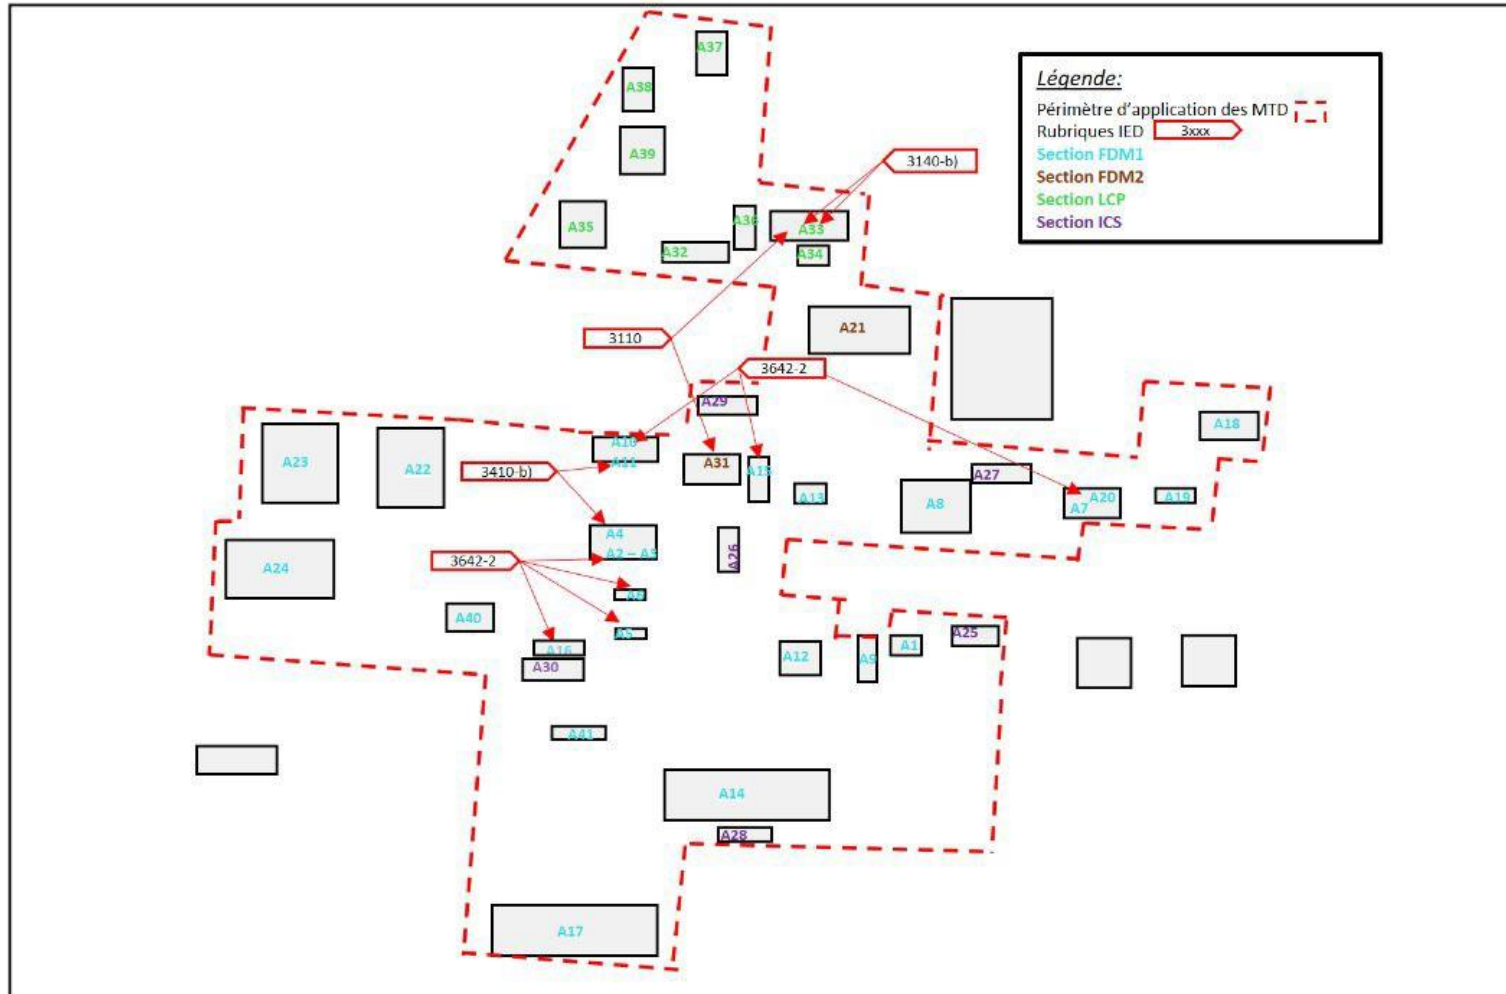 A37
Légende:
A38
Périmètre d'application des MTD
Rubriques IED 3xxx
A39
Section FDM1
3140-b)
Section FDM2
Section LCP
A36
Section ICS
A35
A33
A32
A34
A21
3110
3642-2
A29
A18
A10
A23
A22
A11
A31
3410-b)
A15
A27
A13
A20
A19
A8
A7
A4
A2 – A3
3642-2
A26
A24
A6
A40
A5
A25
A16
A1
A12
A9
A30
A41
A14
A28
A17